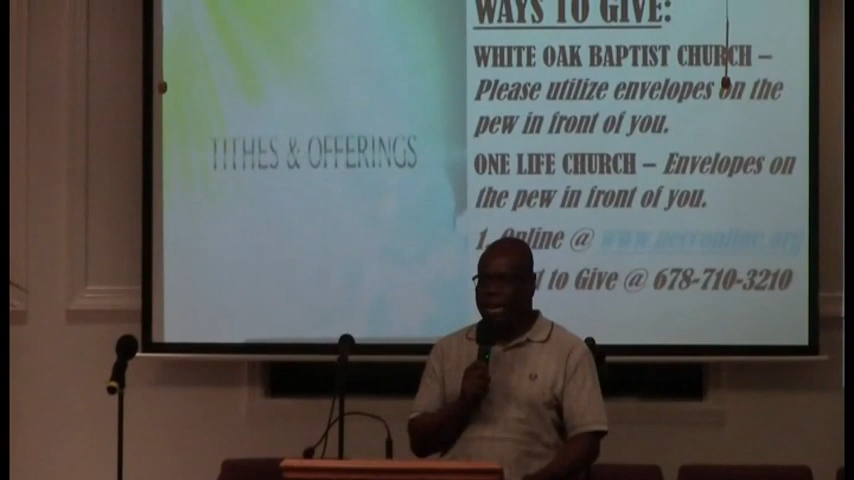 TITHES & OFFERINGS
WAYS TO GIVE:
WHITE OAK BAPTIST CHURCH –
Please utilize envelopes on the
pew in front of you.
ONE LIFE CHURCH – Envelopes on
the pew in front of you.
1. Online @
t to Give @ 678-710-3210